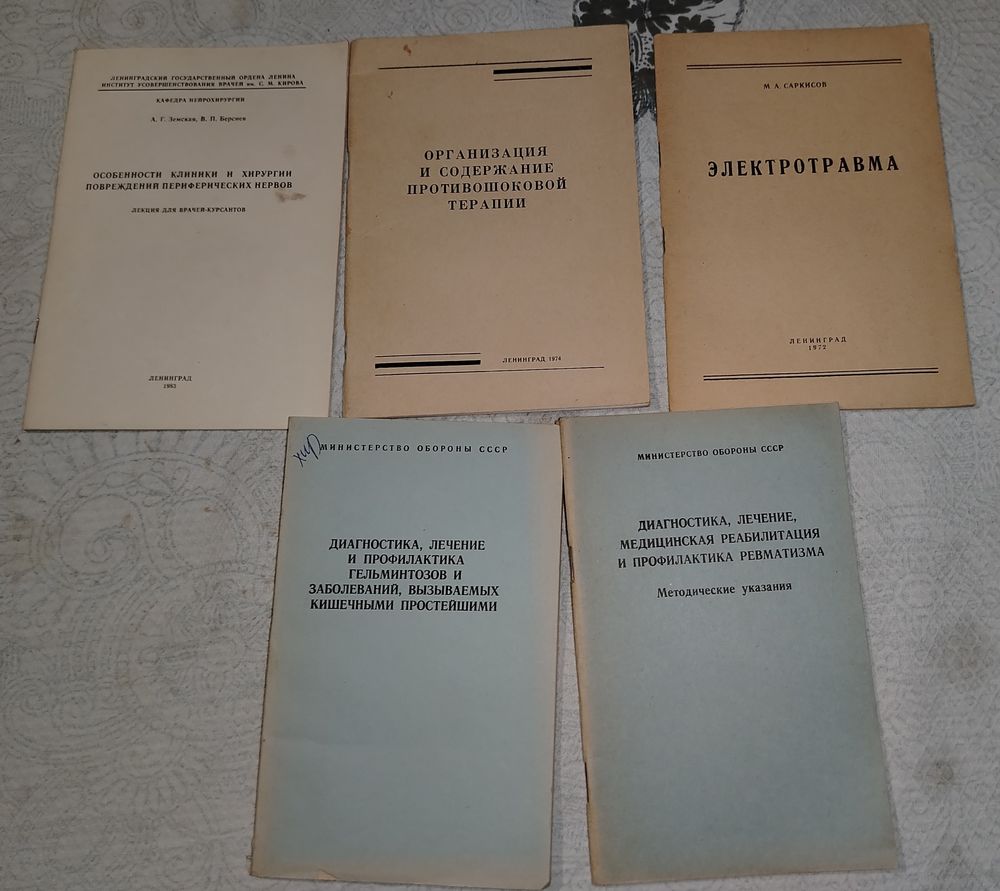 ЛЕНИНГРАДСКИЙ ГОСУДАРСТВЕННЫЙ ОРДЕНА ЛЕНИНА
ИНСТИТУТ УСОВЕРШЕНСТВОВАНИЯ ВРАЧЕЙ им. С. М. КИРОВА
КАФЕДРА НЕЙРОХИРУРГИИ
А. Г. Земская, В. П. Берснев
ОСОБЕННОСТИ КЛИНИКИ И ХИРУРГИИ
ПОВРЕЖДЕНИЙ ПЕРИФЕРИЧЕСКИХ НЕРВОВ
ЛЕКЦИЯ ДЛЯ ВРАЧЕЙ-КУРСАНТОВ
ЛЕНИНГРАД
1983
ОРГАНИЗАЦИЯ
И СОДЕРЖАНИЕ
ПРОТИВОШОКОВОЙ
ТЕРАПИИ
ЛЕНИНГРАД 1974
М. А. САРКИСОВ
ЭЛЕКТРОТРАВМА
ЛЕНИНГРАД
1972
хир
МИНИСТЕРСТВО ОБОРОНЫ СССР
ДИАГНОСТИКА, ЛЕЧЕНИЕ
И ПРОФИЛАКТИКА
ГЕЛЬМИНТОЗОВ И
ЗАБОЛЕВАНИЙ, ВЫЗЫВАЕМЫХ
КИШЕЧНЫМИ ПРОСТЕЙШИМИ
МИНИСТЕРСТВО ОБОРОНЫ СССР
ДИАГНОСТИКА, ЛЕЧЕНИЕ,
МЕДИЦИНСКАЯ РЕАБИЛИТАЦИЯ
И ПРОФИЛАКТИКА РЕВМАТИЗМА
Методические указания